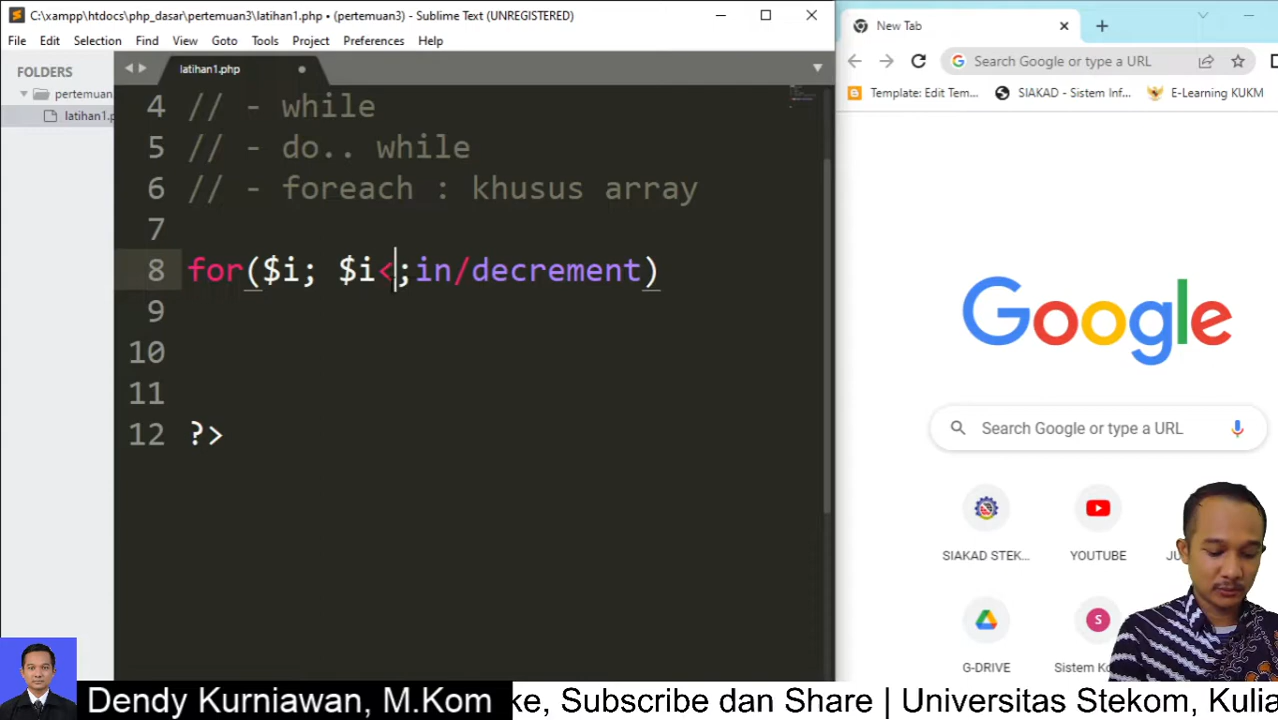 C:\xampp\htdocs\php_dasar\pertemuan3\latihan1.php • (pertemuan3) - Sublime Text (UNREGISTERED)
File Edit Selection Find View Goto Tools Project Preferences Help
FOLDERS
pertemuan
latihan1.p
latihan1.php
4 // - while
5 // - do.. while
6 // - foreach : khusus array
7
8 for($i; $i<;in/decrement)
9
10
11
12 ?>
New Tab
Search Google or type a URL
Template: Edit Tem...
SIAKAD - Sistem Inf...
E-Learning KUKM
Google
Search Google or type a URL
SIAKAD STEK...
YOUTUBE
G-DRIVE
Dendy Kurniawan, M.Kom
ke, Subscribe dan Share | Universitas Stekom, Kulia